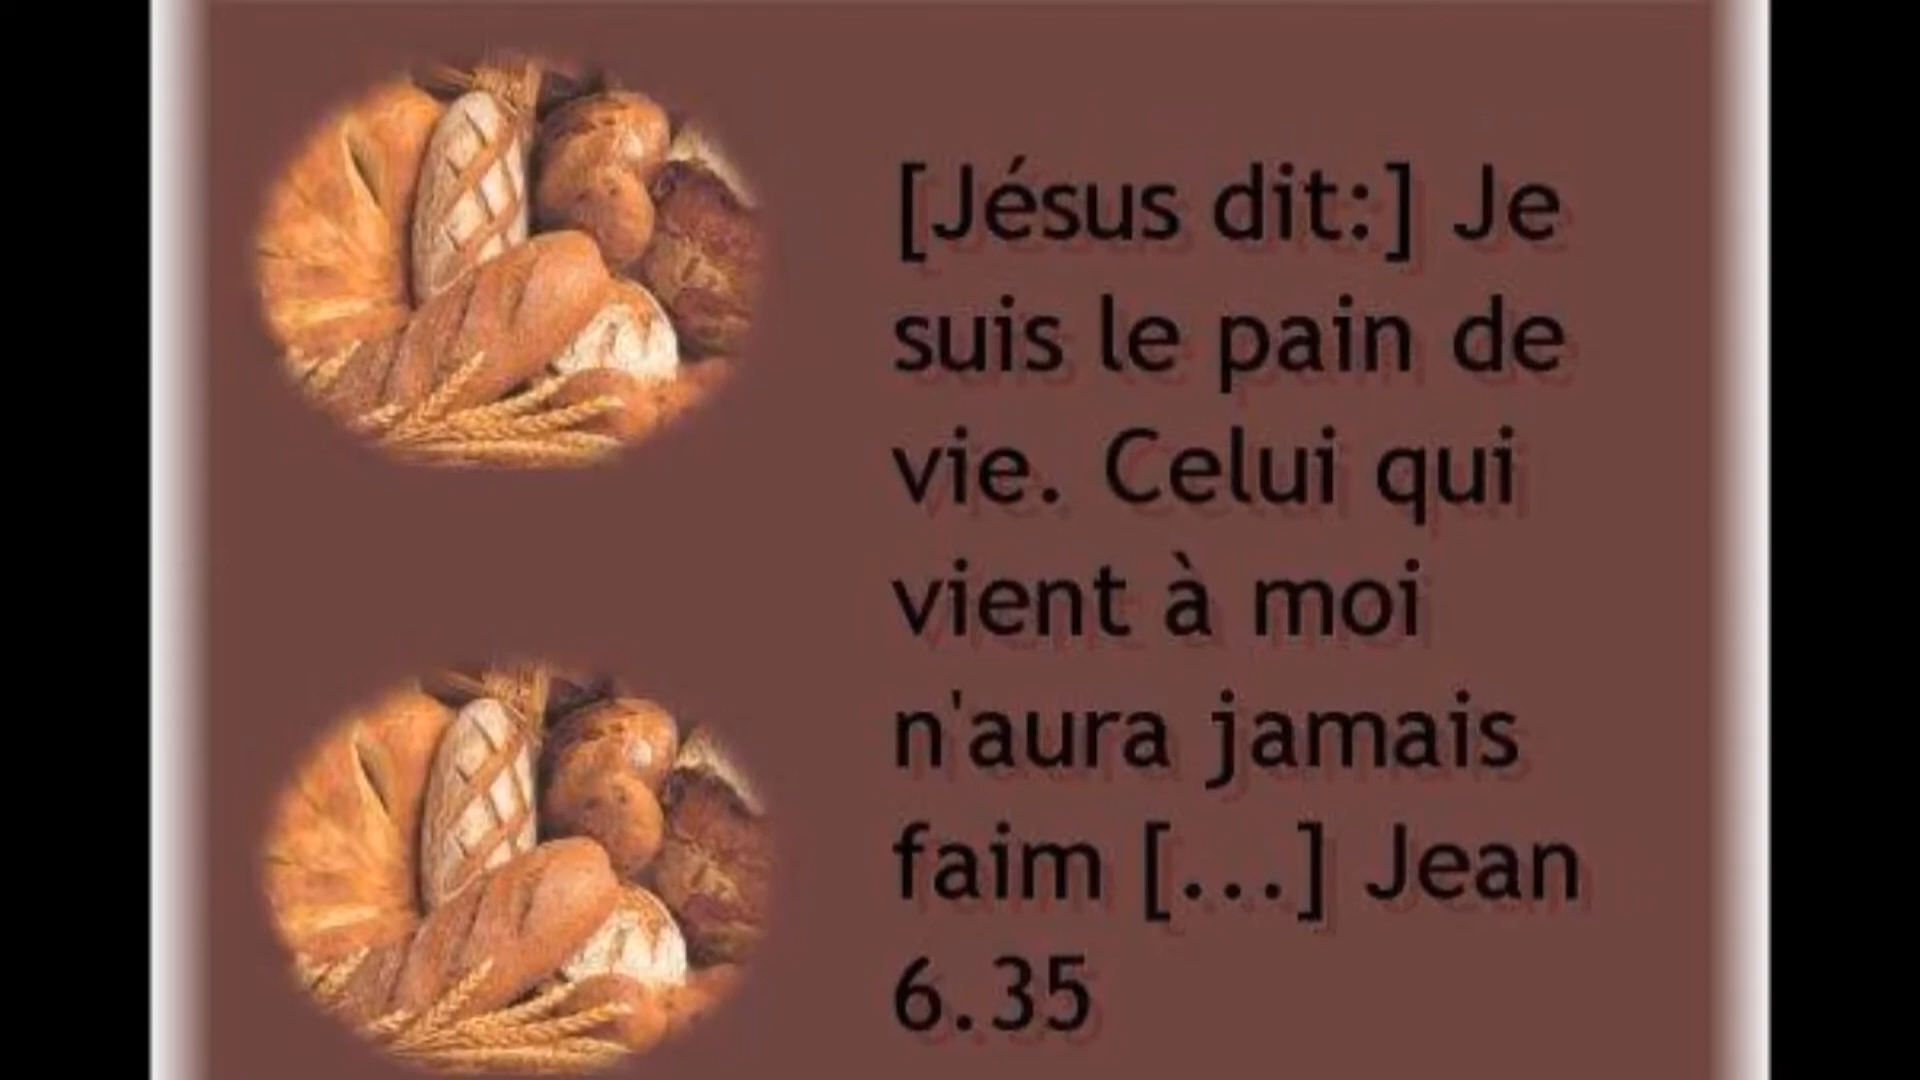 [Jésus dit:] Je
suis le pain de
vie. Celui qui
vient à moi
n'aura jamais
faim [...] Jean
6.35